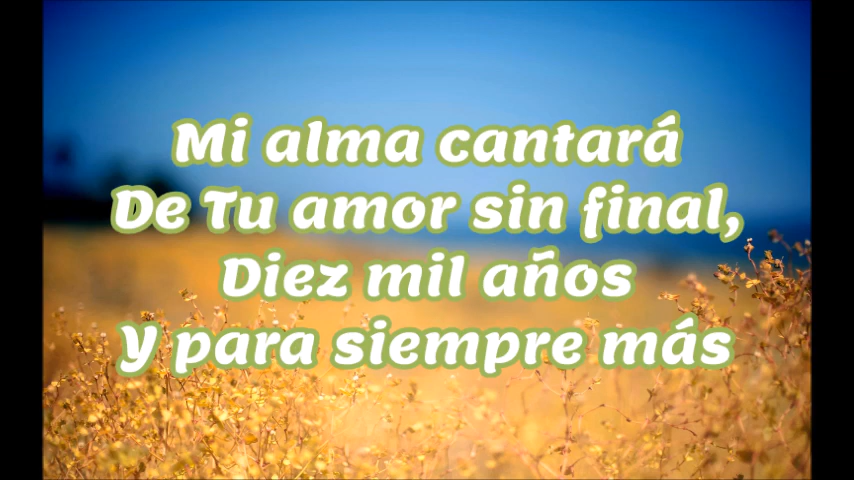 Mi alma cantará
De Tu amor sin final,
Diez mil años
Y para siempre más